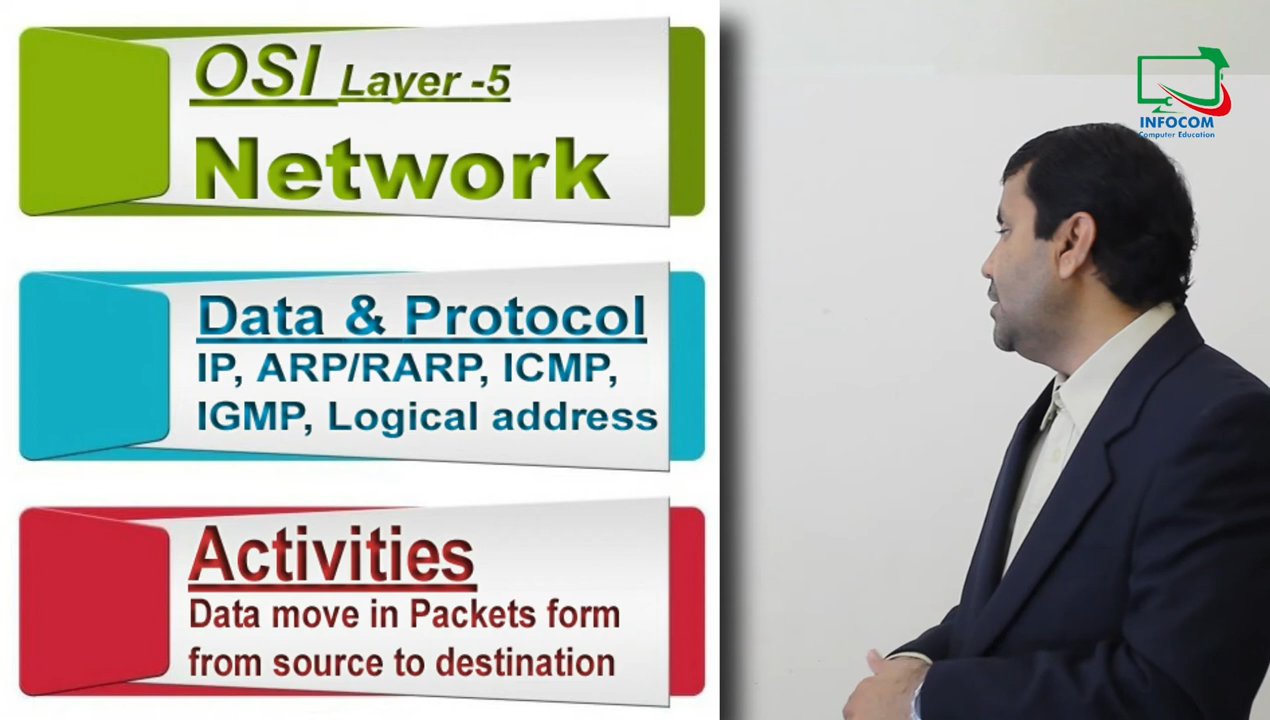 OSI Layer -5
Network
Data & Protocol
IP, ARP/RARP, ICMP,
IGMP, Logical address
Activities
Data move in Packets form
from source to destination
INFOCOM
Computer Education